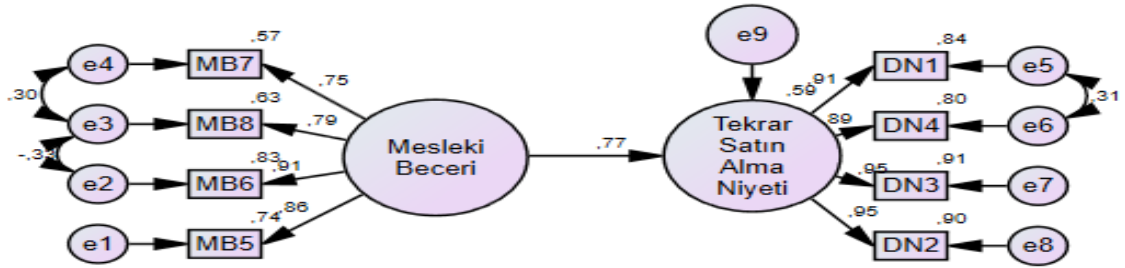 e9
,57
,84
e4
MB7
DN1
e5
,75
,91
,59
,30
,63
,80
,31
e3
MB8
,79
,89
DN4
e6
Mesleki
Beceri
,77
Tekrar
Satın
Alma
Niyeti
,83
,91
,91
e2
MB6
,95
DN3
e7
,74
,86
,95
,90
e1
MB5
DN2
e8